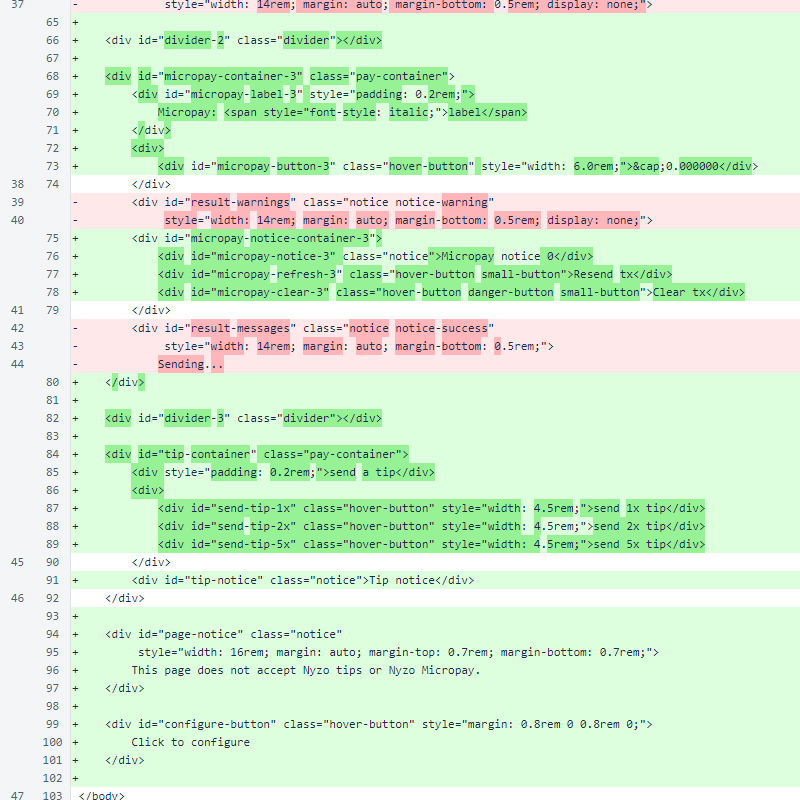 37 - style="width: 14rem; margin: auto; margin-bottom: 0.5rem; display: none;">
65 +
66 + <div id="divider-2" class="divider"></div>
67 +
68 + <div id="micropay-container-3" class="pay-container">
69 + <div id="micropay-label-3" style="padding: 0.2rem;">
70 + Micropay: <span style="font-style: italic;">label</span>
71 + </div>
72 + <div>
73 + <div id="micropay-button-3" class="hover-button" style="width: 6.0rem;">&cap;0.000000</div>
38 74 </div>
39 - <div id="result-warnings" class="notice notice-warning"
40 - style="width: 14rem; margin: auto; margin-bottom: 0.5rem; display: none;">
75 + <div id="micropay-notice-container-3">
76 + <div id="micropay-notice-3" class="notice">Micropay notice 0</div>
77 + <div id="micropay-refresh-3" class="hover-button small-button">Resend tx</div>
78 + <div id="micropay-clear-3" class="hover-button danger-button small-button">Clear tx</div>
41 79 </div>
42 - <div id="result-messages" class="notice notice-success"
43 - style="width: 14rem; margin: auto; margin-bottom: 0.5rem;">
44 - Sending...
80 + </div>
81 +
82 + <div id="divider-3" class="divider"></div>
83 +
84 + <div id="tip-container" class="pay-container">
85 + <div style="padding: 0.2rem;">send a tip</div>
86 + <div>
87 + <div id="send-tip-1x" class="hover-button" style="width: 4.5rem;">send 1x tip</div>
88 + <div id="send-tip-2x" class="hover-button" style="width: 4.5rem;">send 2x tip</div>
89 + <div id="send-tip-5x" class="hover-button" style="width: 4.5rem;">send 5x tip</div>
45 90 </div>
91 + <div id="tip-notice" class="notice">Tip notice</div>
46 92 </div>
93 +
94 + <div id="page-notice" class="notice"
95 + style="width: 16rem; margin: auto; margin-top: 0.7rem; margin-bottom: 0.7rem;">
96 + This page does not accept Nyzo tips or Nyzo Micropay.
97 + </div>
98 +
99 + <div id="configure-button" class="hover-button" style="margin: 0.8rem 0 0.8rem 0;">
100 + Click to configure
101 + </div>
102 +
47 103 </body>